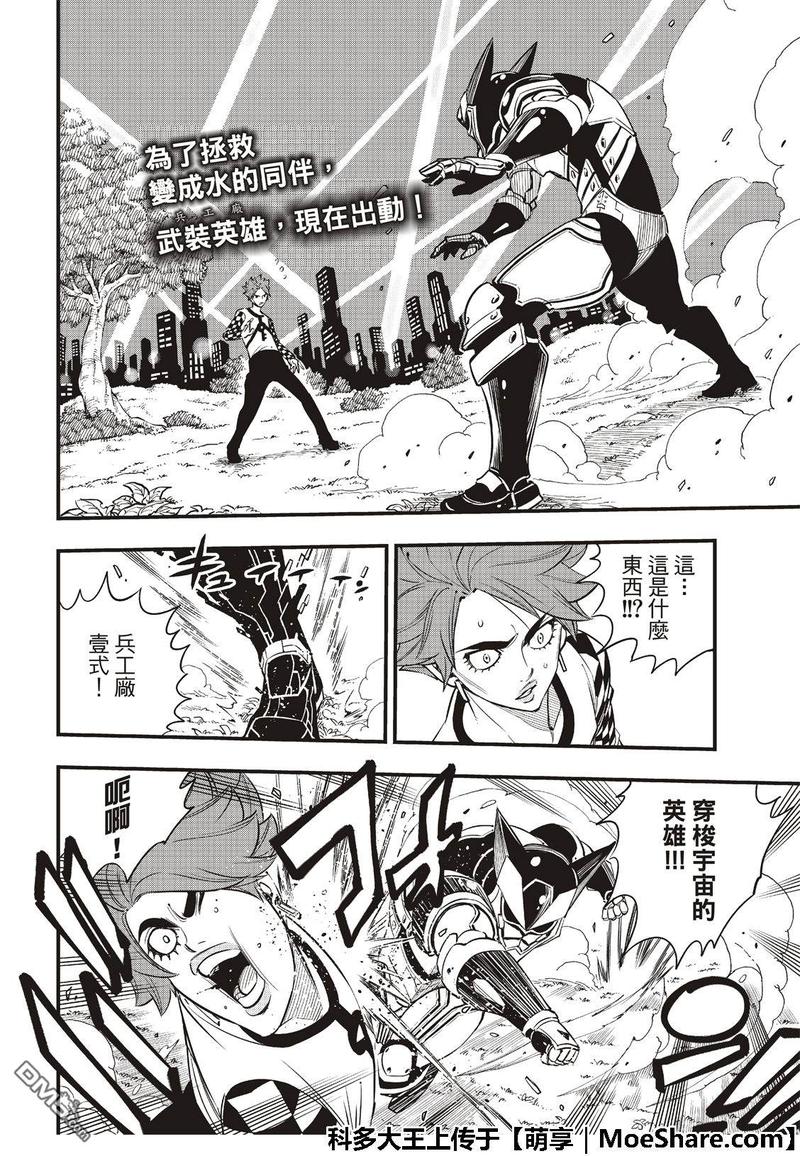 為了拯救
變成水的同伴，
兵工廠
武裝英雄，現在出動！
這…
這是什麼
東西!!?
兵工廠
壹式！
穿梭宇宙的
英雄!!!
呃啊！
科多大王上传于【萌享】MoeShare.com】